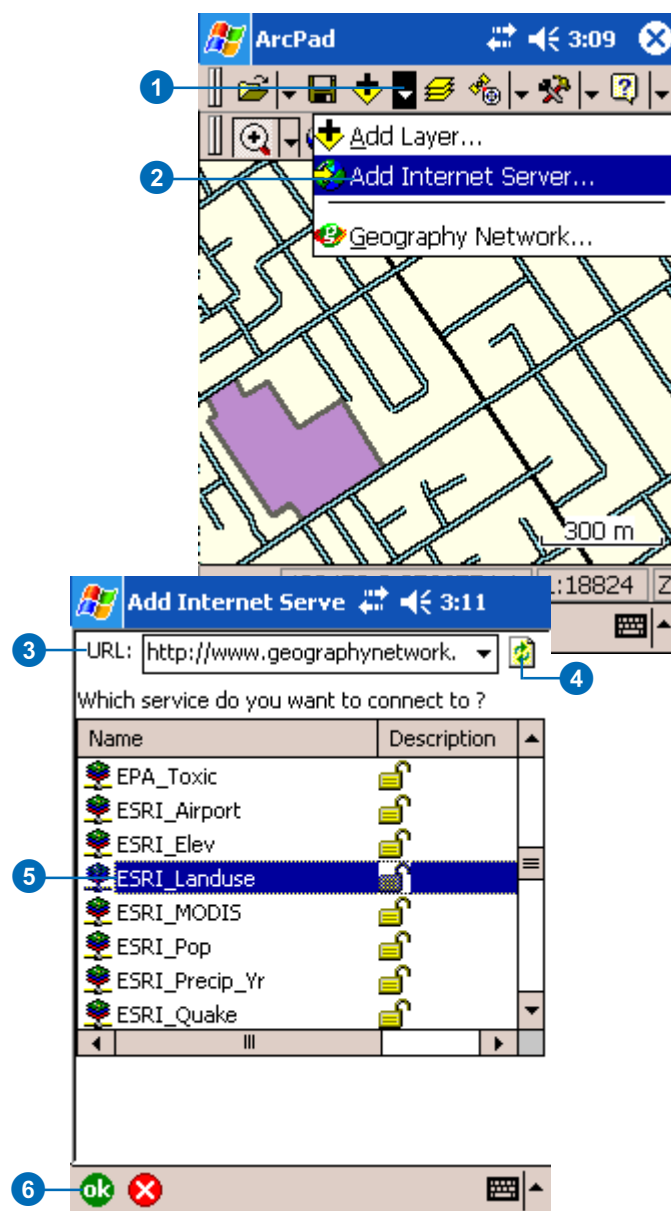 ArcPad 3:09
1
Add Layer...
2
Add Internet Server...
Geography Network...
300 m
:18824 Z
Add Internet Serve 3:11
3
URL: http://www.geographynetwork.
4
Which service do you want to connect to ?
Name Description
EPA_Toxic
ESRI_Airport
ESRI_Elev
5
ESRI_Landuse
ESRI_MODIS
ESRI_Pop
ESRI_Precip_Yr
ESRI_Quake
6
ok